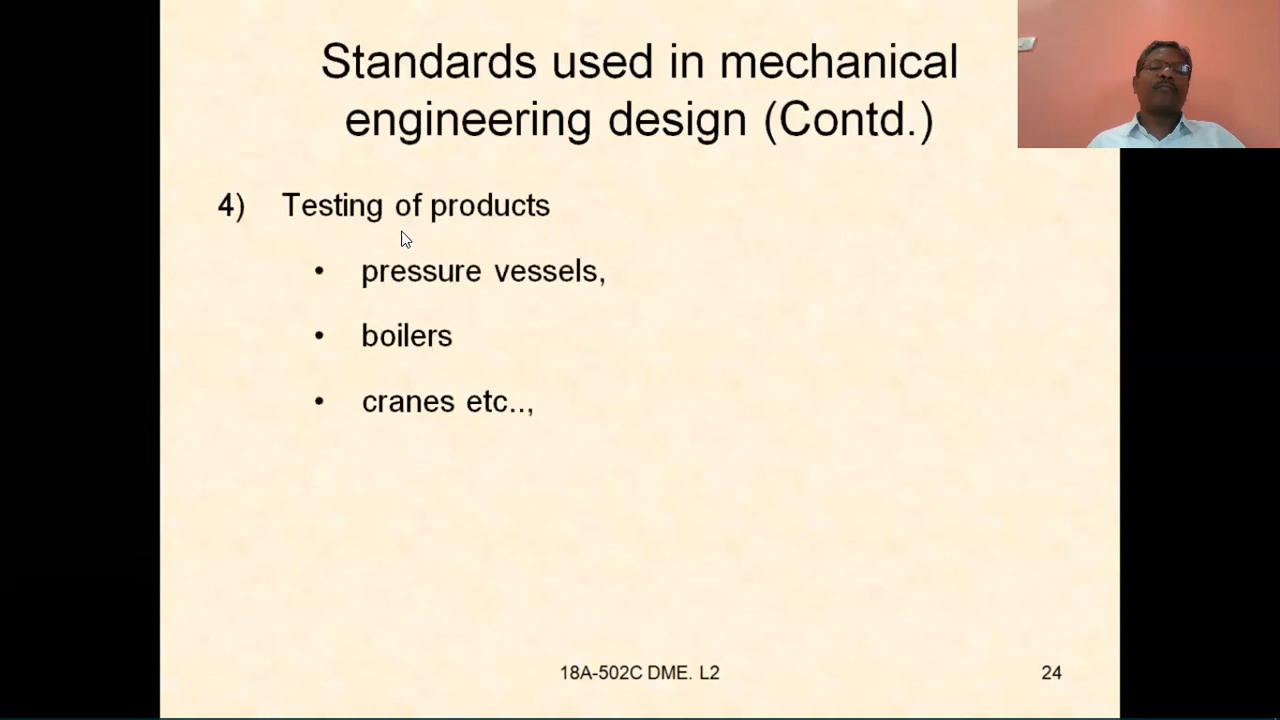 Standards used in mechanical
engineering design (Contd.)
4) Testing of products
• pressure vessels,
• boilers
• cranes etc..,
18A-502C DME. L2
24